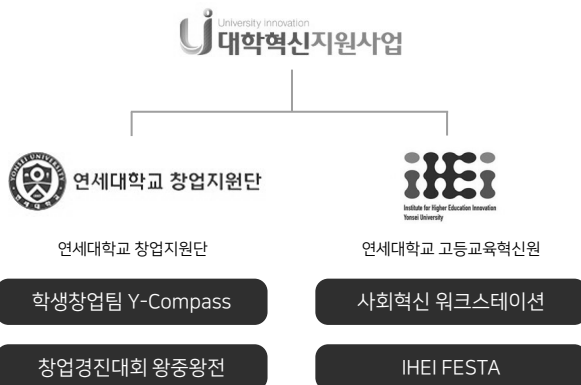 University innovation
대학혁신지원사업
YONSEI UNIVERSITY
연세대학교 창업지원단
iHEi
Institute for Higher Education Innovation
Yonsei University
연세대학교 창업지원단
연세대학교 고등교육혁신원
학생창업팀 Y-Compass
사회혁신 워크스테이션
창업경진대회 왕중왕전
IHEI FESTA